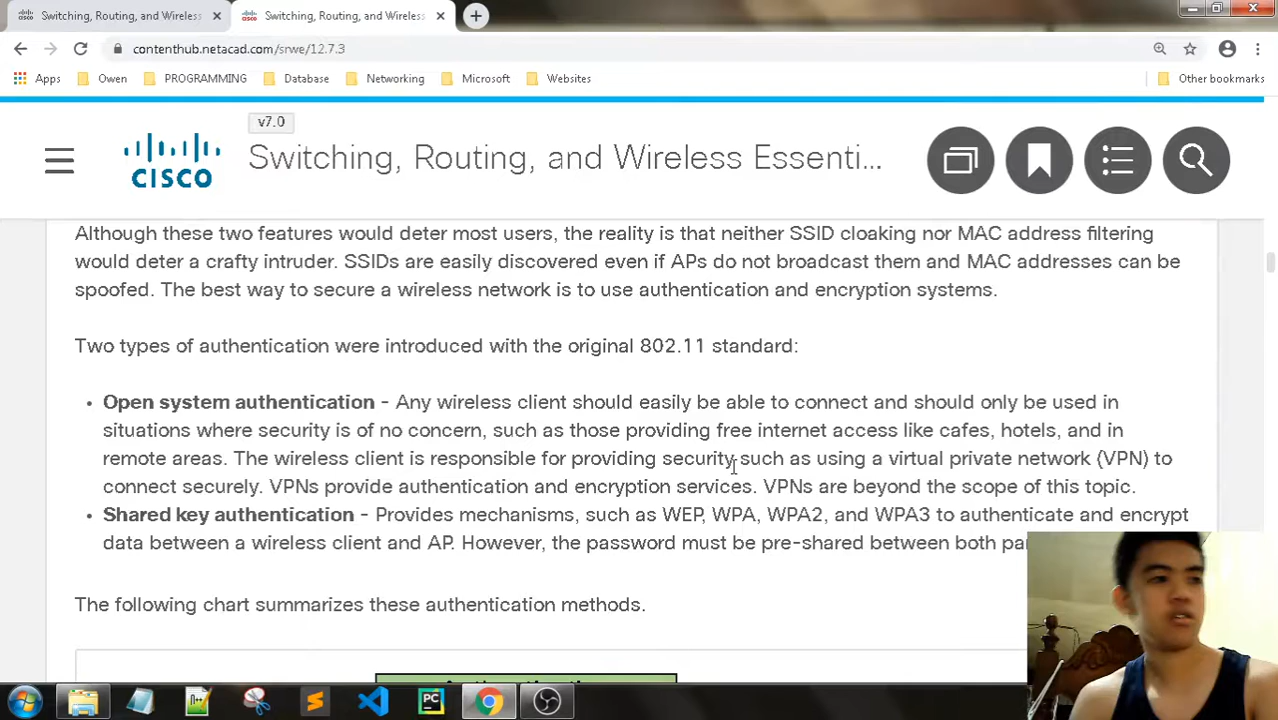 Switching, Routing, and Wireless
Switching, Routing, and Wireless
contenthub.netacad.com/srwe/12.7.3
Apps
Owen
PROGRAMMING
Database
Networking
Microsoft
Websites
Other bookmarks
v7.0
CISCO
Switching, Routing, and Wireless Essenti...
Although these two features would deter most users, the reality is that neither SSID cloaking nor MAC address filtering
would deter a crafty intruder. SSIDs are easily discovered even if APs do not broadcast them and MAC addresses can be
spoofed. The best way to secure a wireless network is to use authentication and encryption systems.
Two types of authentication were introduced with the original 802.11 standard:
• Open system authentication - Any wireless client should easily be able to connect and should only be used in
situations where security is of no concern, such as those providing free internet access like cafes, hotels, and in
remote areas. The wireless client is responsible for providing security such as using a virtual private network (VPN) to
connect securely. VPNs provide authentication and encryption services. VPNs are beyond the scope of this topic.
• Shared key authentication - Provides mechanisms, such as WEP, WPA, WPA2, and WPA3 to authenticate and encrypt
data between a wireless client and AP. However, the password must be pre-shared between both
The following chart summarizes these authentication methods.
PC